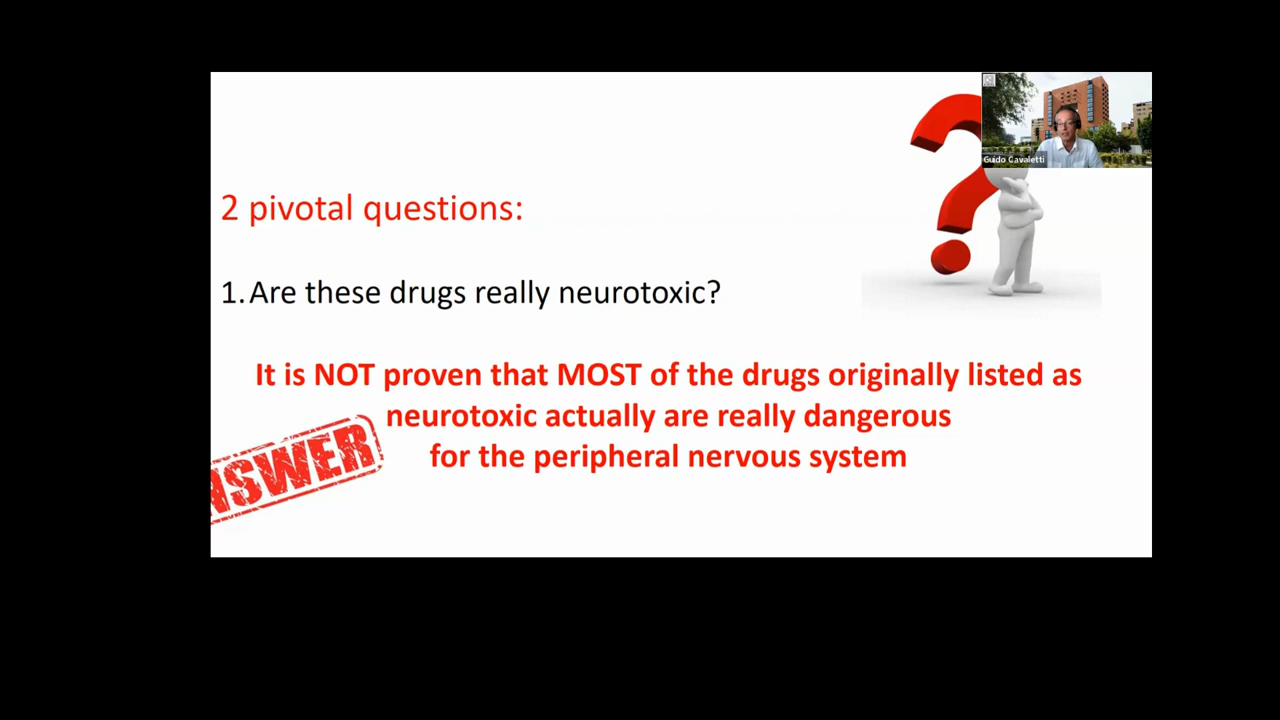 Guido Cavaletti
2 pivotal questions:
1. Are these drugs really neurotoxic?
It is NOT proven that MOST of the drugs originally listed as
neurotoxic actually are really dangerous
for the peripheral nervous system
NSWER